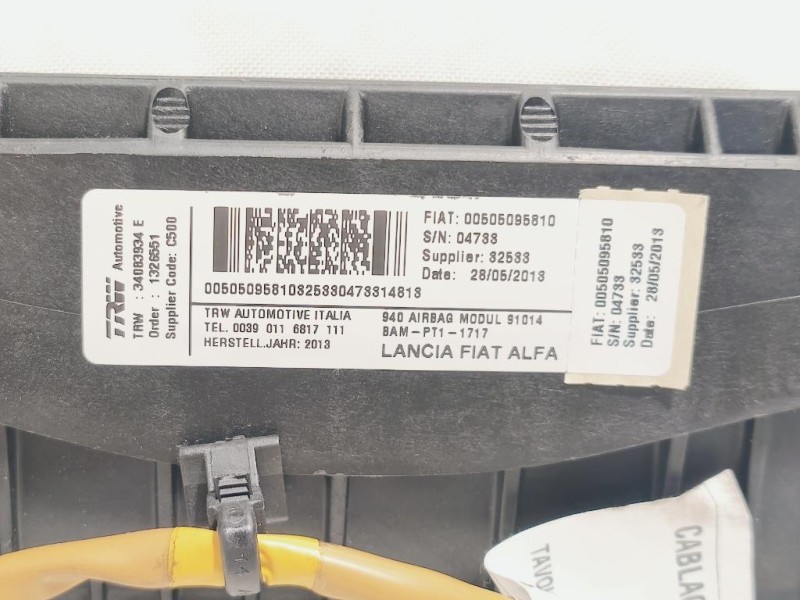 TRW Automotive
TRW : 34083934 E
Order : 1326551
Supplier Code: C500
FIAT: 00505095810
S/N: 04733
Supplier: 32533
Date: 28/05/2013
00505095810325330473314813
TRW AUTOMOTIVE ITALIA
TEL. 0039 011 6817 111
HERSTELL.JAHR: 2013
940 AIRBAG MODUL 91014
BAM-PT1-1717
LANCIA FIAT ALFA
FIAT: 00505095810
S/N: 04733
Supplier: 32533
Date: 28/05/2013
CABLAG
TAVO